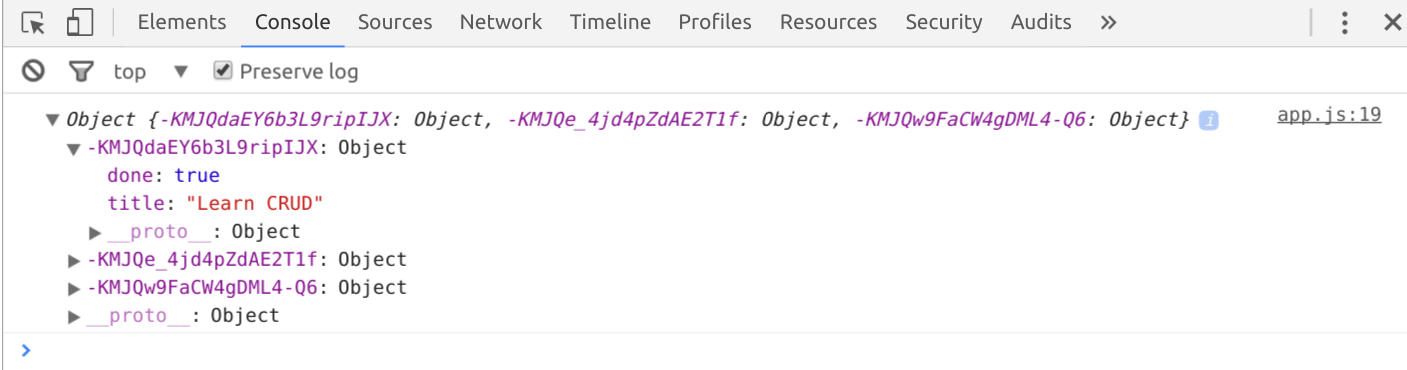 Elements Console Sources Network Timeline Profiles Resources Security Audults »
top ▼ Preserve log
▼ Object {-KMJQdaEY6b3L9ripIJX: Object, -KMJQe_4jd4pZdAE2T1f: Object, -KMJQw9FaCW4gDML4-Q6: Object} i app.js:19
▼ -KMJQdaEY6b3L9ripIJX: Object
done: true
title: "Learn CRUD"
▶ __proto__: Object
▶ -KMJQe_4jd4pZdAE2T1f: Object
▶ -KMJQw9FaCW4gDML4-Q6: Object
▶ __proto__: Object
>